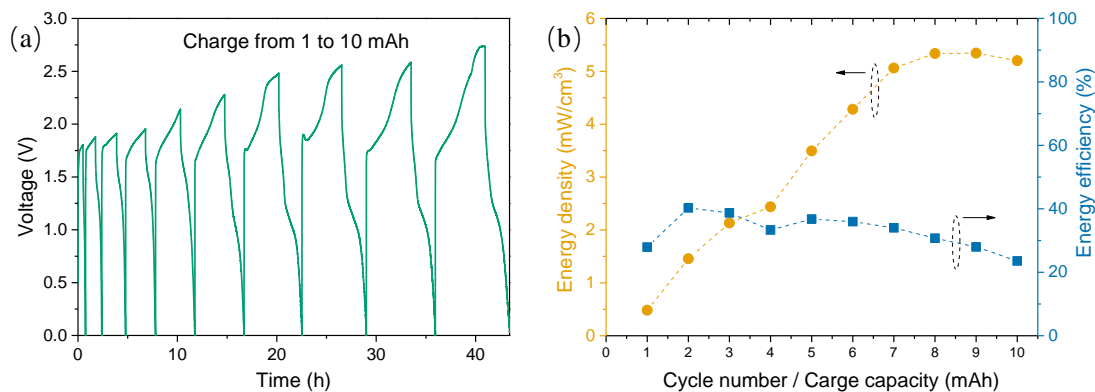 (a)
Charge from 1 to 10 mAh
3.0
2.5
2.0
1.5
1.0
0.5
0.0
Voltage (V)
0 10 20 30 40
Time (h)
(b)
6
5
4
3
2
1
0
Energy density (mW/cm³)
100
80
60
40
20
0
Energy efficiency (%)
0 1 2 3 4 5 6 7 8 9 10
Cycle number / Carge capacity (mAh)